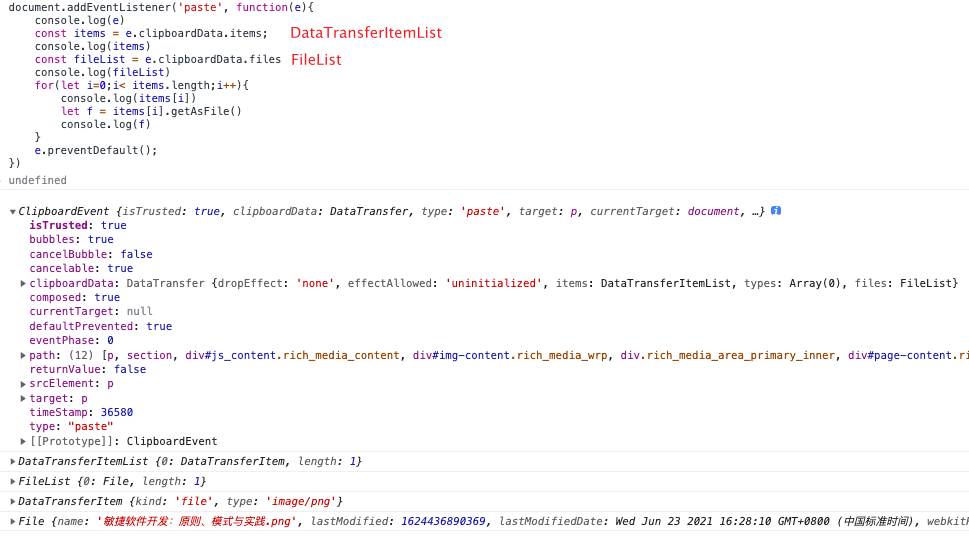 document.addEventListener('paste', function(e){
    console.log(e)
    const items = e.clipboardData.items; DataTransferItemList
    console.log(items)
    const fileList = e.clipboardData.files FileList
    console.log(fileList)
    for(let i=0;i< items.length;i++){
        console.log(items[i])
        let f = items[i].getAsFile()
        console.log(f)
    }
    e.preventDefault();
})
undefined
ClipboardEvent {isTrusted: true, clipboardData: DataTransfer, type: 'paste', target: p, currentTarget: document, …} i
isTrusted: true
bubbles: true
cancelBubble: false
cancelable: true
clipboardData: DataTransfer {dropEffect: 'none', effectAllowed: 'uninitialized', items: DataTransferItemList, types: Array(0), files: FileList}
composed: true
currentTarget: null
defaultPrevented: true
eventPhase: 0
path: (12) [p, section, div#js_content.rich_media_content, div#img-content.rich_media_wrp, div.rich_media_area_primary_inner, div#page-content.ri
returnValue: false
srcElement: p
target: p
timeStamp: 36580
type: "paste"
[[Prototype]]: ClipboardEvent
DataTransferItemList {0: DataTransferItem, length: 1}
FileList {0: File, length: 1}
DataTransferItem {kind: 'file', type: 'image/png'}
File {name: '敏捷软件开发：原则、模式与实践.png', lastModified: 1624436890369, lastModifiedDate: Wed Jun 23 2021 16:28:10 GMT+0800 (中国标准时间), webkit